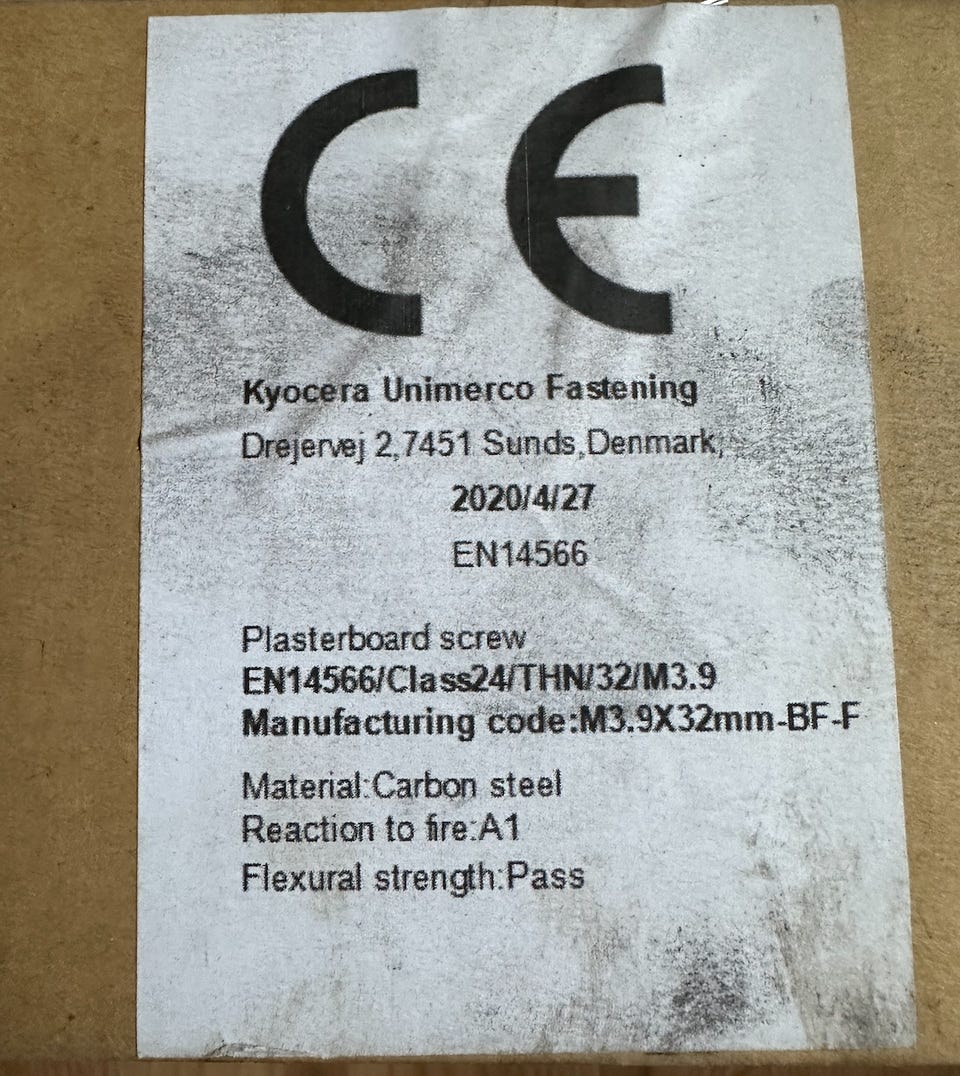 CE
Kyocera Unimerco Fastening
Drejervej 2,7451 Sunds,Denmark,
2020/4/27
EN14566
Plasterboard screw
EN14566/Class24/THN/32/M3.9
Manufacturing code:M3.9X32mm-BF-F
Material:Carbon steel
Reaction to fire:A1
Flexural strength:Pass